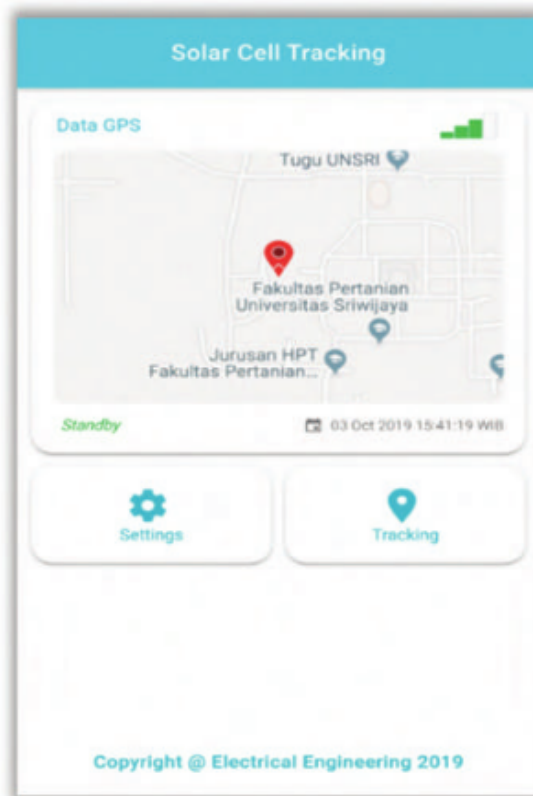 Solar Cell Tracking
Data GPS
Tugu UNSRI
Fakultas Pertanian
Universitas Sriwijaya
Jurusan HPT
Fakultas Pertanian...
Standby
03 Oct 2019 15:41:19 WIB
Settings
Tracking
Copyright @ Electrical Engineering 2019